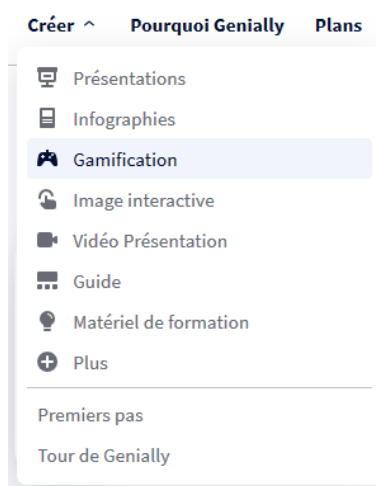 Créer Pourquoi Genially Plans
Présentations
Infographies
Gamification
Image interactive
Vidéo Présentation
Guide
Matériel de formation
Plus
Premiers pas
Tour de Genially